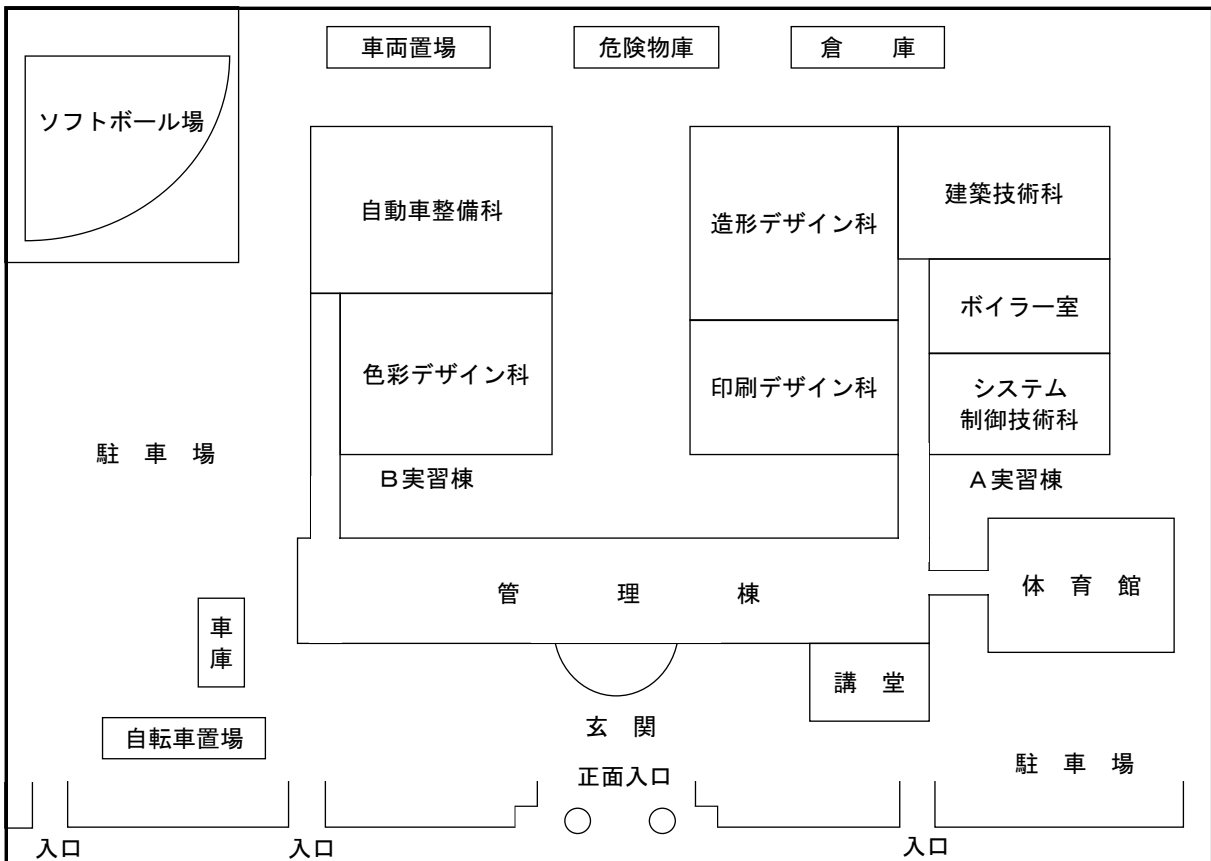 車両置場
危険物庫
倉　庫
ソフトボール場
自動車整備科
造形デザイン科
建築技術科
ボイラー室
色彩デザイン科
印刷デザイン科
システム
制御技術科
駐　車　場
B実習棟
A実習棟
管　理　棟
体　育　館
車
庫
講　堂
自転車置場
玄　関
正面入口
駐　車　場
入口
入口
入口